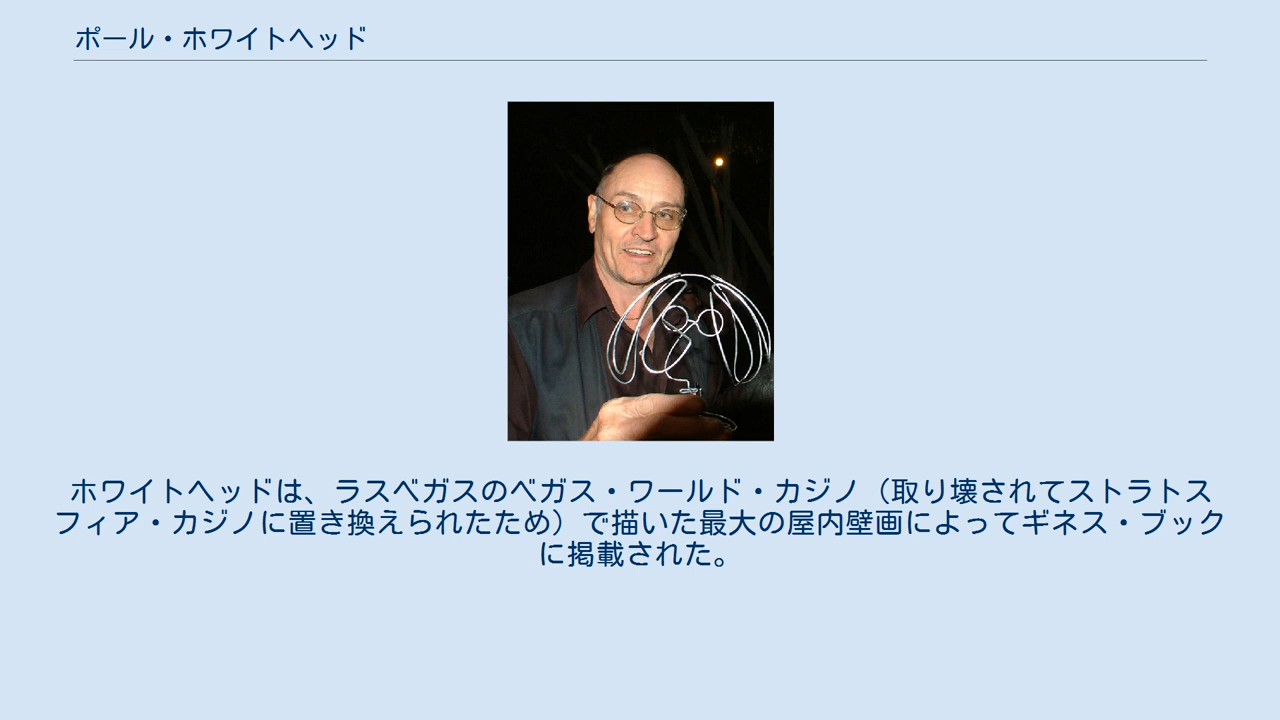 ポール・ホワイトヘッド
ホワイトヘッドは、ラスベガスのベガス・ワールド・カジノ（取り壊されてストラトス
フィア・カジノに置き換えられたため）で描いた最大の屋内壁画によってギネス・ブック
に掲載された。